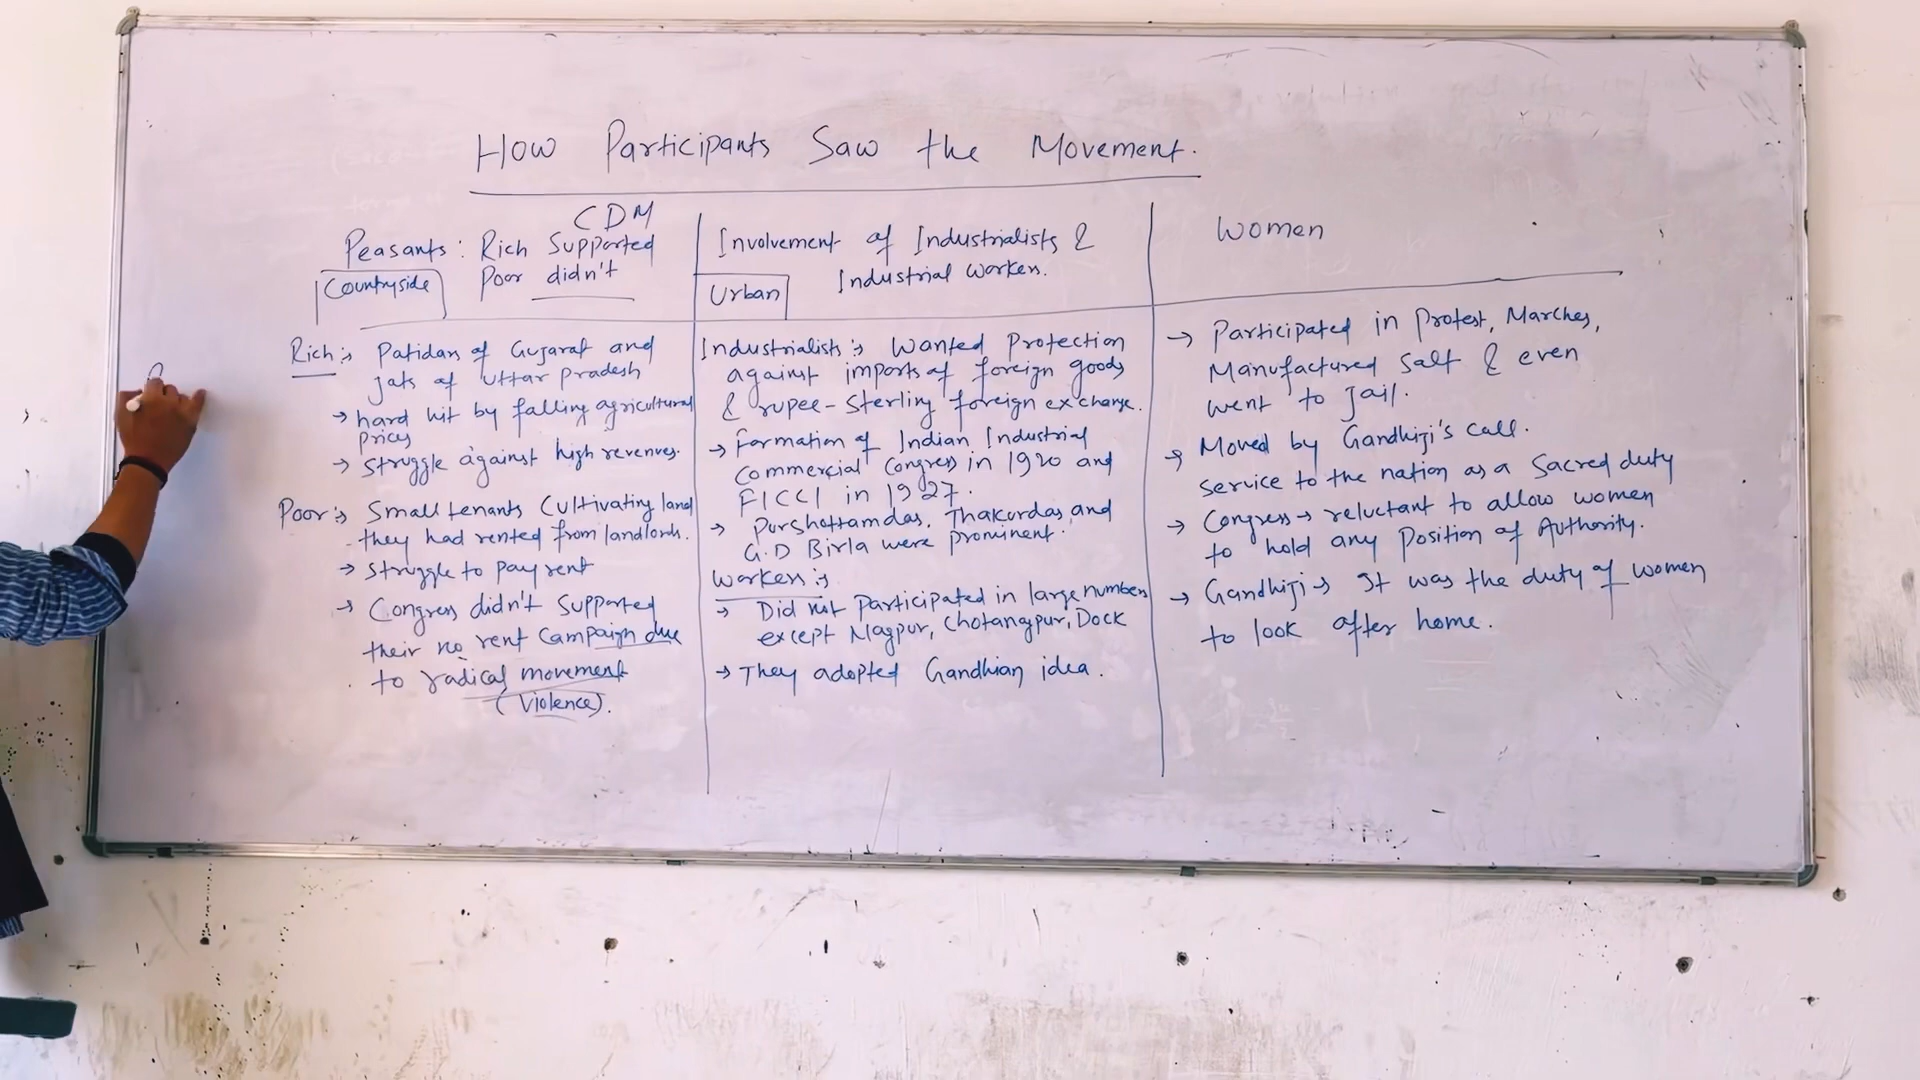 How Participants Saw the Movement.
CDM
Peasants: Rich Supported
Poor didn't
Countryside
Rich:→ Patidars of Gujarat and
jats of Uttar Pradesh
→ hard hit by falling agricultural
prices
→ struggle against high revenues.
Poor:→ Small tenants Cultivating land
they had rented from landlords.
→ struggle to pay rent
→ Congress didn't Supported
their no rent campaign due
to radical movement
(Violence).
Involvement of Industrialists &
Industrial workers.
Urban
Industrialists:→ Wanted Protection
against imports of foreign goods
& rupee-Sterling foreign exchange.
→ Formation of Indian Industrial
Commercial Congress in 1920 and
FICCI in 1927.
→ Purshottamdas, Thakurdas, and
G.D Birla were prominent.
Workers:→
→ Did not Participated in large numbers
except Nagpur, Chotangpur, Dock
→ They adopted Gandhian idea.
Women
→ Participated in Protest, Marches,
Manufactured Salt & even
went to Jail.
→ Moved by Gandhiji's call.
Service to the nation as a Sacred duty
→ Congress → reluctant to allow women
to hold any Position of Authority.
→ Gandhiji → It was the duty of women
to look after home.